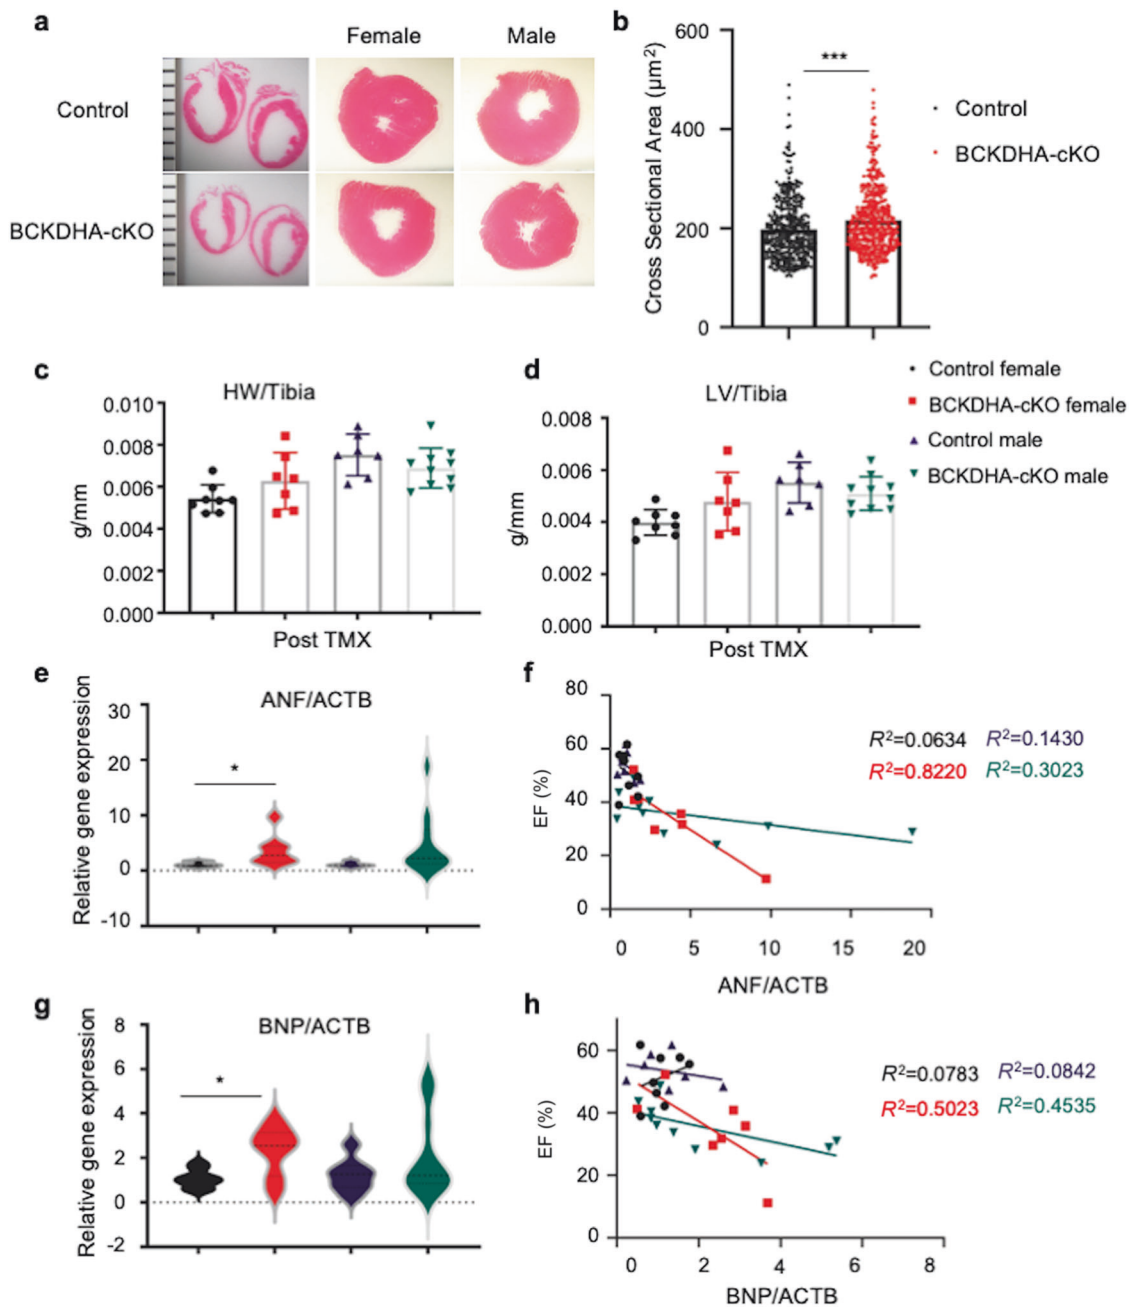 a
Female
Male
Control
BCKDHA-cKO
b
Cross Sectional Area (µm²)
600
400
200
0
***
Control
BCKDHA-cKO
c
HW/Tibia
g/mm
0.010
0.008
0.006
0.004
0.002
0.000
Post TMX
d
LV/Tibia
g/mm
0.008
0.006
0.004
0.002
0.000
Post TMX
Control female
BCKDHA-cKO female
Control male
BCKDHA-cKO male
e
ANF/ACTB
Relative gene expression
30
20
10
0
-10
*
f
EF (%)
80
60
40
20
0
0 5 10 15 20
ANF/ACTB
R²=0.0634 R²=0.1430
R²=0.8220 R²=0.3023
g
BNP/ACTB
Relative gene expression
8
6
4
2
0
-2
*
h
EF (%)
60
40
20
0
0 2 4 6 8
BNP/ACTB
R²=0.0783 R²=0.0842
R²=0.5023 R²=0.4535